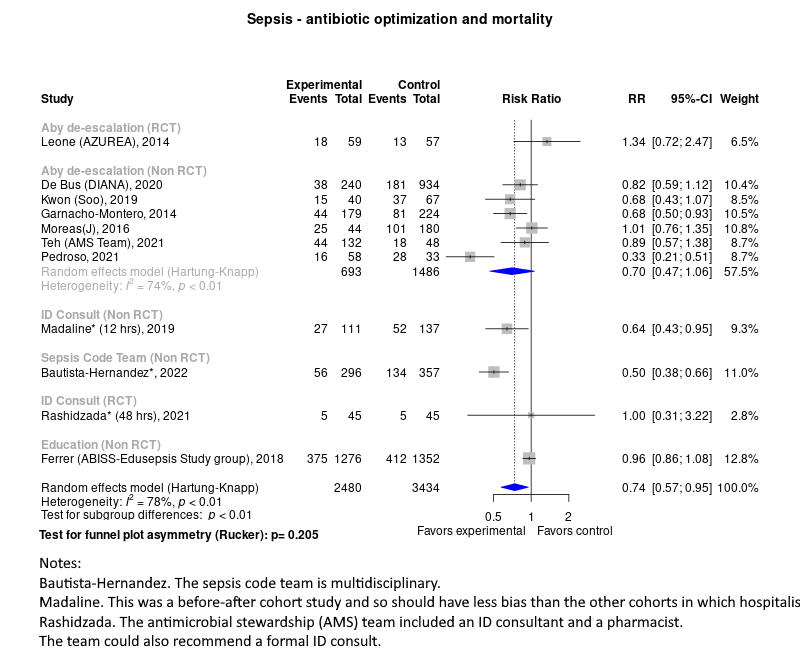 Sepsis - antibiotic optimization and mortality
Experimental Control
Study Events Total Events Total Risk Ratio RR 95%-CI Weight
Aby de-escalation (RCT)
Leone (AZUREA), 2014 18 59 13 57 1.34 [0.72; 2.47] 6.5%
Aby de-escalation (Non RCT)
De Bus (DIANA), 2020 38 240 181 934 0.82 [0.59; 1.12] 10.4%
Kwon (Soo), 2019 15 40 37 67 0.68 [0.43; 1.07] 8.5%
Garnacho-Montero, 2014 44 179 81 224 0.68 [0.50; 0.93] 10.5%
Moreas(J), 2016 25 44 101 180 1.01 [0.76; 1.35] 10.8%
Teh (AMS Team), 2021 44 132 18 48 0.89 [0.57; 1.38] 8.7%
Pedroso, 2021 16 58 28 33 0.33 [0.21; 0.51] 8.7%
Random effects model (Hartung-Knapp) 693 1486 0.70 [0.47; 1.06] 57.5%
Heterogeneity: I² = 74%, p < 0.01
ID Consult (Non RCT)
Madaline* (12 hrs), 2019 27 111 52 137 0.64 [0.43; 0.95] 9.3%
Sepsis Code Team (Non RCT)
Bautista-Hernandez*, 2022 56 296 134 357 0.50 [0.38; 0.66] 11.0%
ID Consult (RCT)
Rashidzada* (48 hrs), 2021 5 45 5 45 1.00 [0.31; 3.22] 2.8%
Education (Non RCT)
Ferrer (ABISS-Edusepsis Study group), 2018 375 1276 412 1352 0.96 [0.86; 1.08] 12.8%
Random effects model (Hartung-Knapp) 2480 3434 0.74 [0.57; 0.95] 100.0%
Heterogeneity: I² = 78%, p < 0.01
Test for subgroup differences: p < 0.01
0.5 1 2
Test for funnel plot asymmetry (Rucker): p= 0.205
Favors experimental Favors control
Notes:
Bautista-Hernandez. The sepsis code team is multidisciplinary.
Madaline. This was a before-after cohort study and so should have less bias than the other cohorts in which hospitalis
Rashidzada. The antimicrobial stewardship (AMS) team included an ID consultant and a pharmacist.
The team could also recommend a formal ID consult.